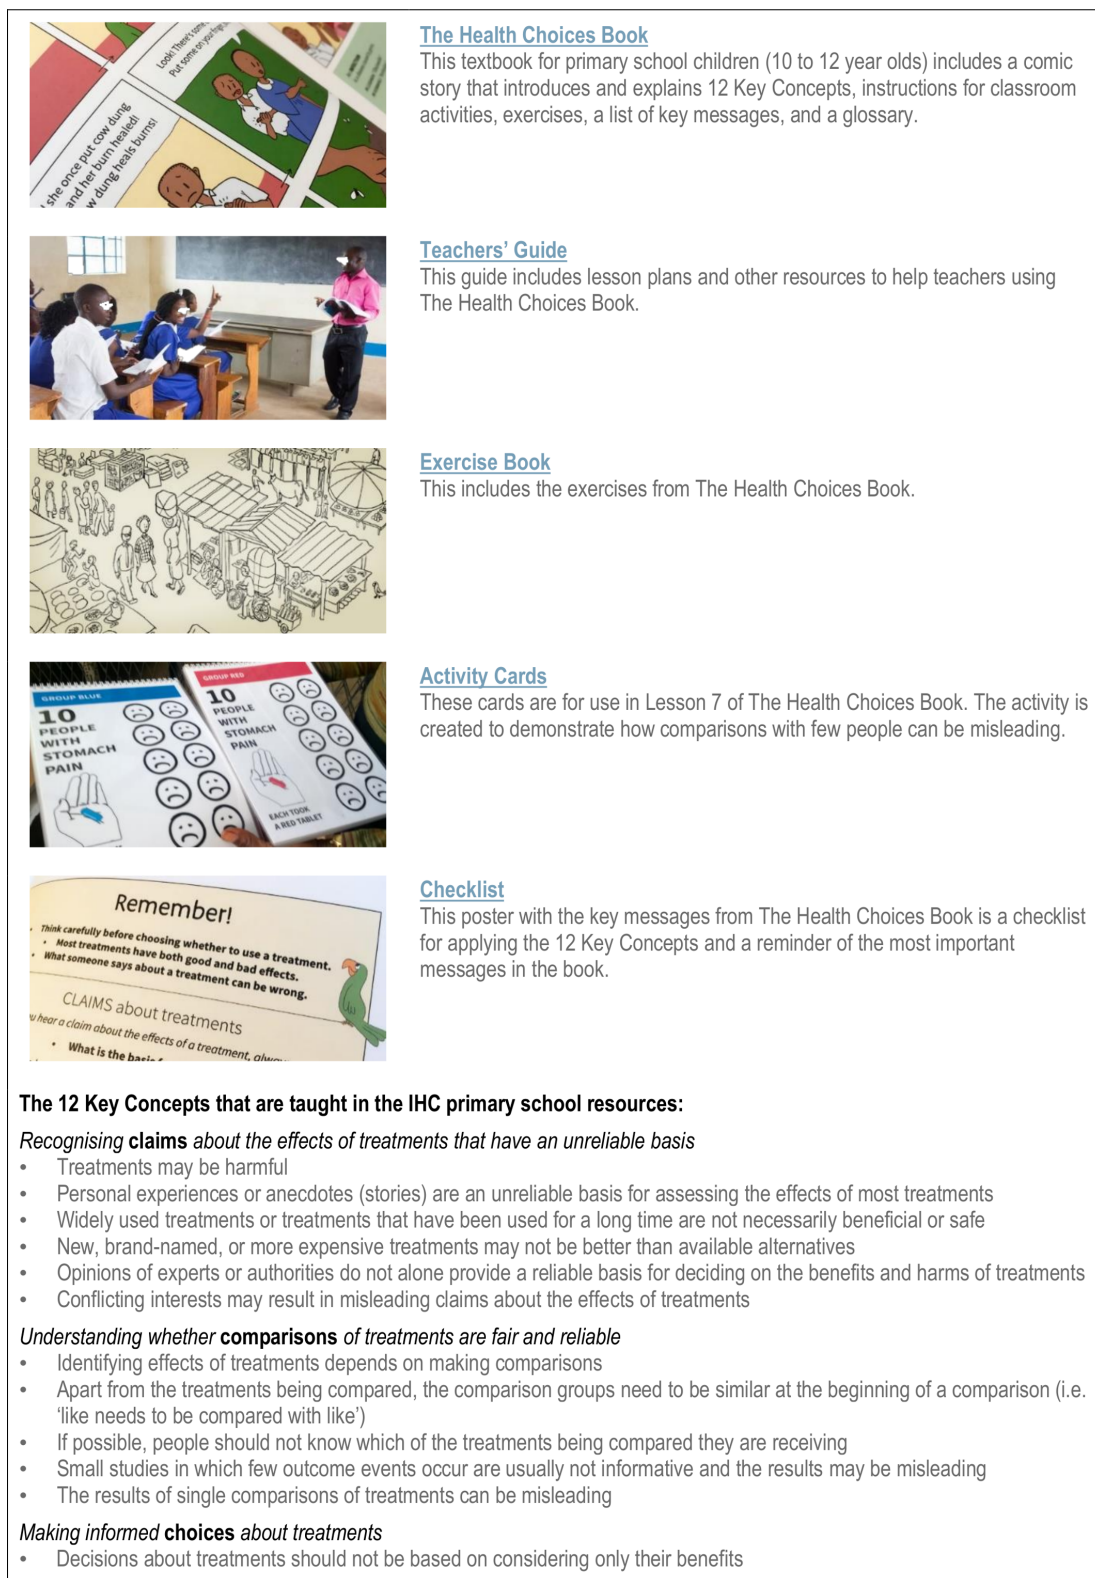 Look! There's some
Put some on your frien
she once put cow dung
and her burn healed!
w dung heals burns!
The Health Choices Book
This textbook for primary school children (10 to 12 year olds) includes a comic
story that introduces and explains 12 Key Concepts, instructions for classroom
activities, exercises, a list of key messages, and a glossary.
Teachers’ Guide
This guide includes lesson plans and other resources to help teachers using
The Health Choices Book.
Exercise Book
This includes the exercises from The Health Choices Book.
GROUP BLUE
10
PEOPLE
WITH
STOMACH
PAIN
GROUP RED
10
PEOPLE
WITH
STOMACH
PAIN
EACH TOOK
A RED TABLET
Activity Cards
These cards are for use in Lesson 7 of The Health Choices Book. The activity is
created to demonstrate how comparisons with few people can be misleading.
Remember!
• Think carefully before choosing whether to use a treatment.
• Most treatments have both good and bad effects.
• What someone says about a treatment can be wrong.
CLAIMS about treatments
u hear a claim about the effects of a treatment, alwa
• What is the basis
Checklist
This poster with the key messages from The Health Choices Book is a checklist
for applying the 12 Key Concepts and a reminder of the most important
messages in the book.
The 12 Key Concepts that are taught in the IHC primary school resources:
Recognising claims about the effects of treatments that have an unreliable basis
• Treatments may be harmful
• Personal experiences or anecdotes (stories) are an unreliable basis for assessing the effects of most treatments
• Widely used treatments or treatments that have been used for a long time are not necessarily beneficial or safe
• New, brand-named, or more expensive treatments may not be better than available alternatives
• Opinions of experts or authorities do not alone provide a reliable basis for deciding on the benefits and harms of treatments
• Conflicting interests may result in misleading claims about the effects of treatments
Understanding whether comparisons of treatments are fair and reliable
• Identifying effects of treatments depends on making comparisons
• Apart from the treatments being compared, the comparison groups need to be similar at the beginning of a comparison (i.e.
‘like needs to be compared with like’)
• If possible, people should not know which of the treatments being compared they are receiving
• Small studies in which few outcome events occur are usually not informative and the results may be misleading
• The results of single comparisons of treatments can be misleading
Making informed choices about treatments
• Decisions about treatments should not be based on considering only their benefits